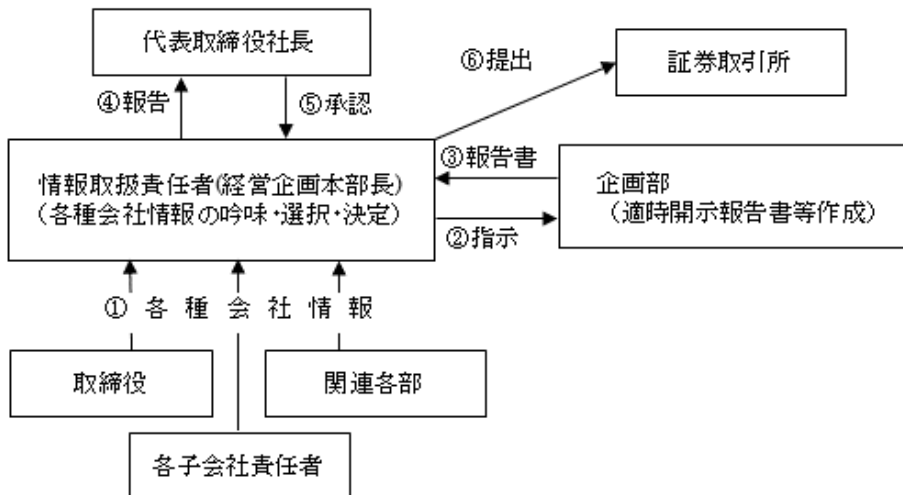 代表取締役社長
⑥提出
証券取引所
④報告
⑤承認
③報告書
情報取扱責任者(経営企画本部長)
(各種会社情報の吟味・選択・決定)
企画部
(適時開示報告書等作成)
②指示
①各種会社情報
取締役
関連各部
各子会社責任者